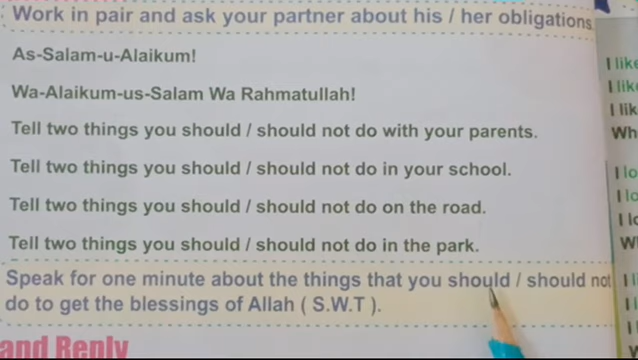 Work in pair and ask your partner about his / her obligations.
As-Salam-u-Alaikum!
Wa-Alaikum-us-Salam Wa Rahmatullah!
Tell two things you should / should not do with your parents.
Tell two things you should / should not do in your school.
Tell two things you should / should not do on the road.
Tell two things you should / should not do in the park.
Speak for one minute about the things that you should / should not
do to get the blessings of Allah ( S.W.T ).
and Reply
I like
I
I
Wh
I lo
I lo
I
W